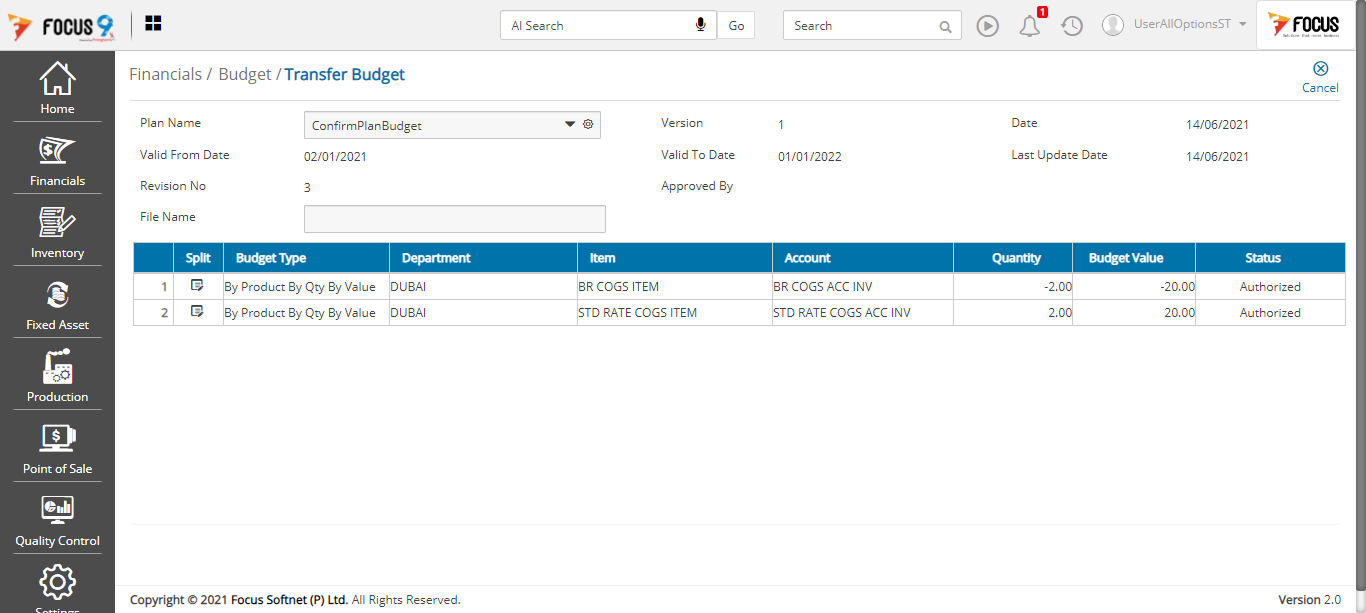 FOCUS 9 AI Search Go Search 1 UserAllOptionsST FOCUS
Home
Financials
Inventory
Fixed Asset
Production
Point of Sale
Quality Control
Settings
Financials / Budget / Transfer Budget
Cancel
Plan Name ConfirmPlanBudget Version 1 Date 14/06/2021
Valid From Date 02/01/2021 Valid To Date 01/01/2022 Last Update Date 14/06/2021
Revision No 3 Approved By
File Name
Split Budget Type Department Item Account Quantity Budget Value Status
1 By Product By Qty By Value DUBAI BR COGS ITEM BR COGS ACC INV -2.00 -20.00 Authorized
2 By Product By Qty By Value DUBAI STD RATE COGS ITEM STD RATE COGS ACC INV 2.00 20.00 Authorized
Copyright © 2021 Focus Softnet (P) Ltd. All Rights Reserved. Version 2.0